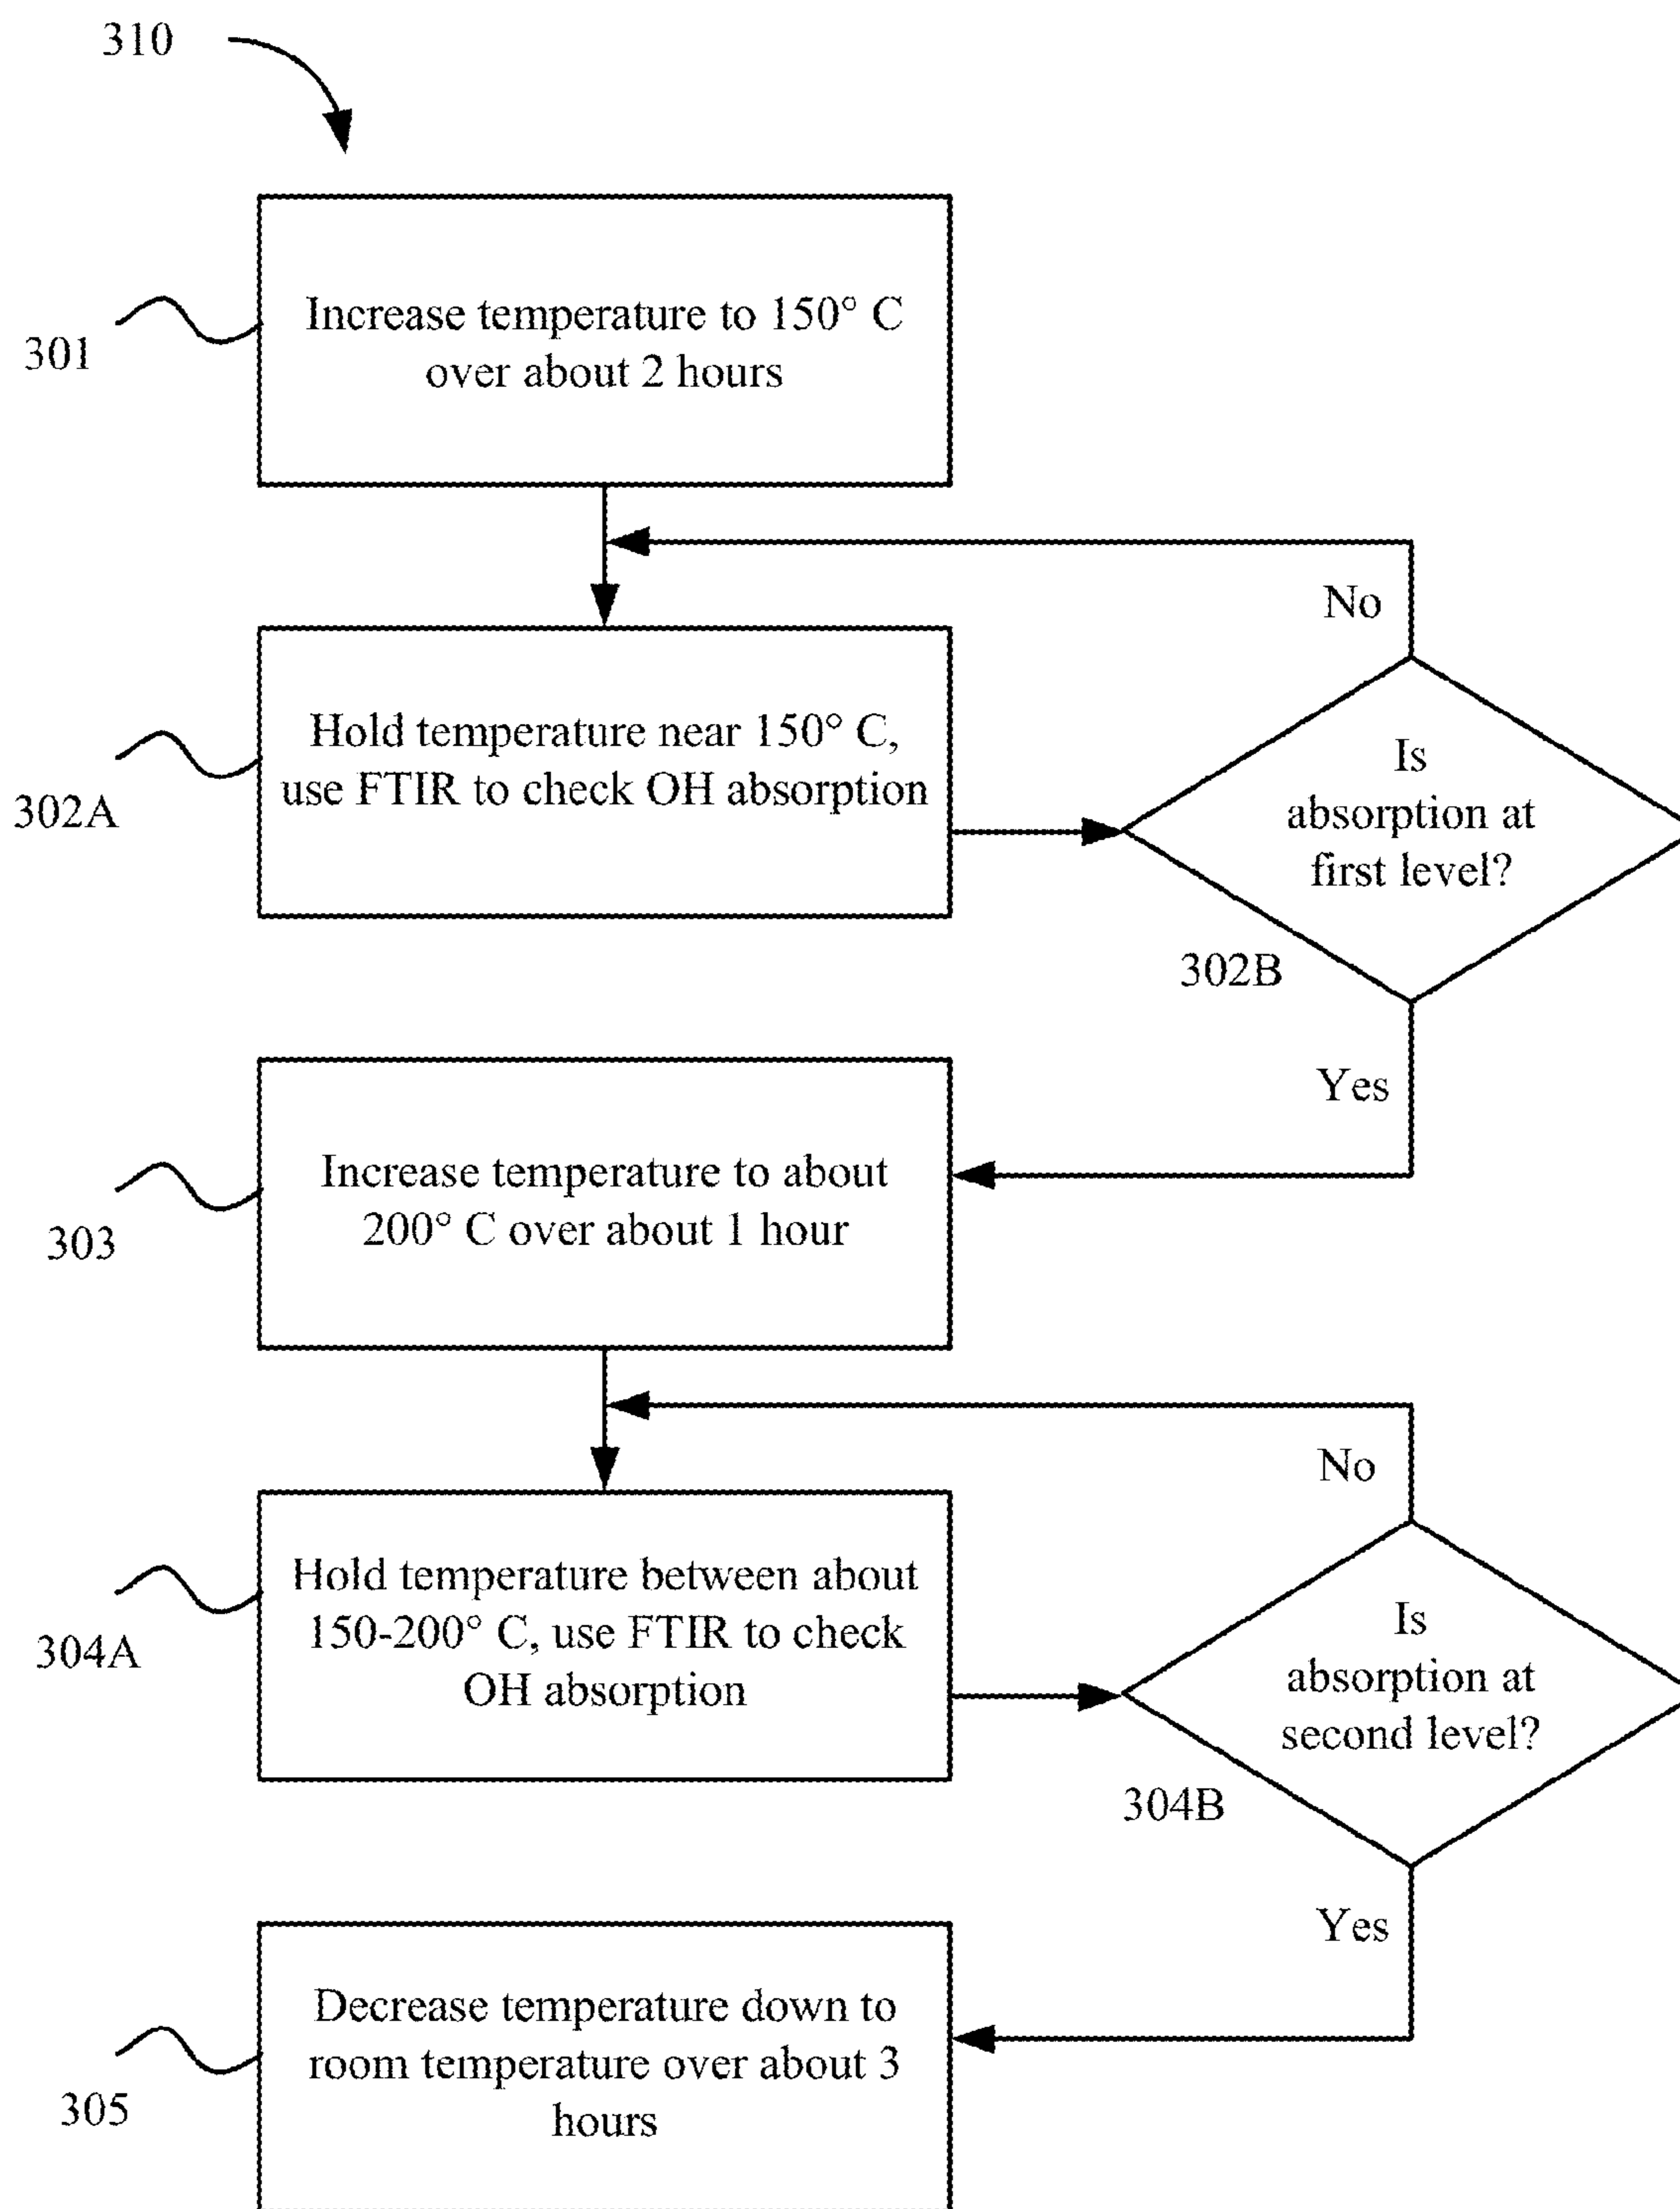 310
301
Increase temperature to 150° C
over about 2 hours
No
302A
Hold temperature near 150° C,
use FTIR to check OH absorption
Is
absorption at
first level?
302B
Yes
303
Increase temperature to about
200° C over about 1 hour
No
304A
Hold temperature between about
150-200° C, use FTIR to check
OH absorption
Is
absorption at
second level?
304B
Yes
305
Decrease temperature down to
room temperature over about 3
hours